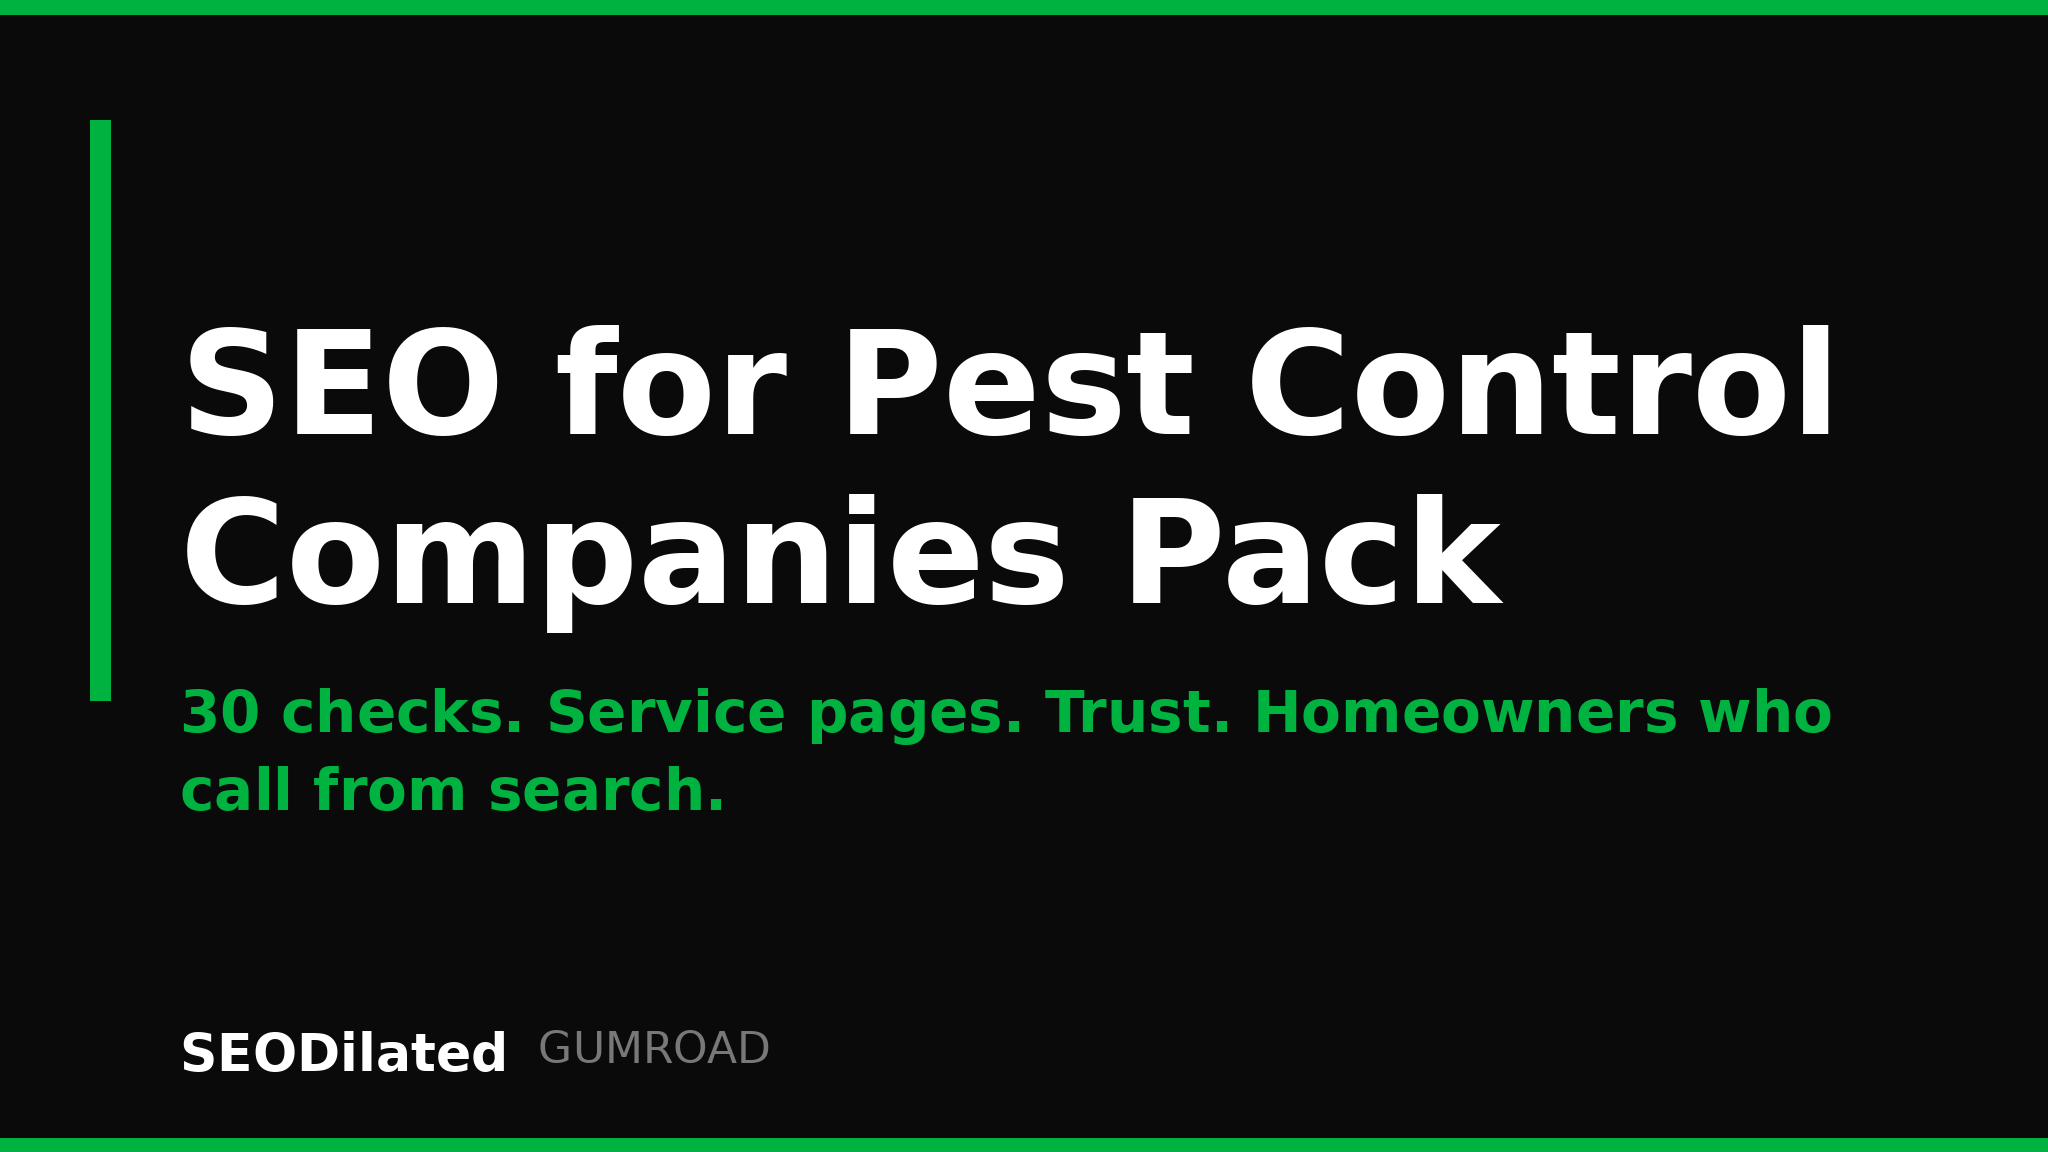 SEO for Pest Control
Companies Pack
30 checks. Service pages. Trust. Homeowners who
call from search.
SEODilated GUMROAD